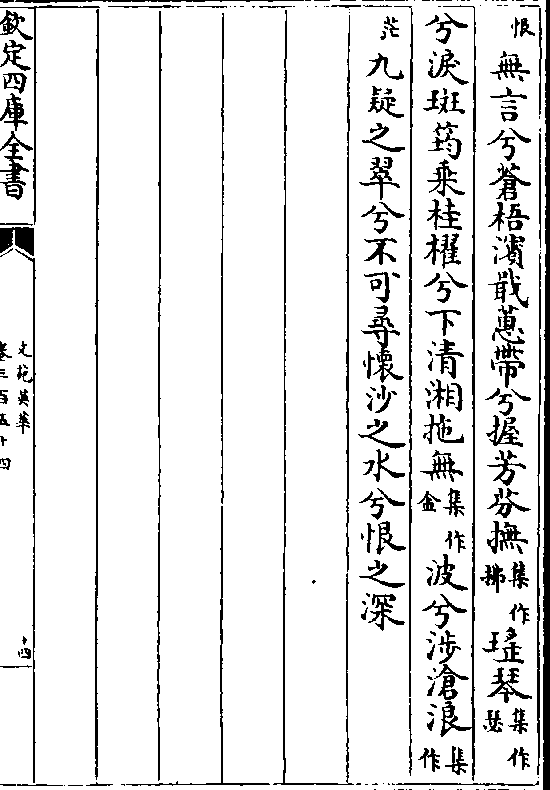 恨無言兮蒼梧濱戢蕙帶兮握芳芬撫集作拂瑤琴集作瑟
兮淚斑筠乘桂櫂兮下清湘拖無集作金波兮涉滄浪集作
茫九疑之翠兮不可尋懷沙之水兮恨之深
欽定四庫全書
文苑英華
卷三百五十四
十四